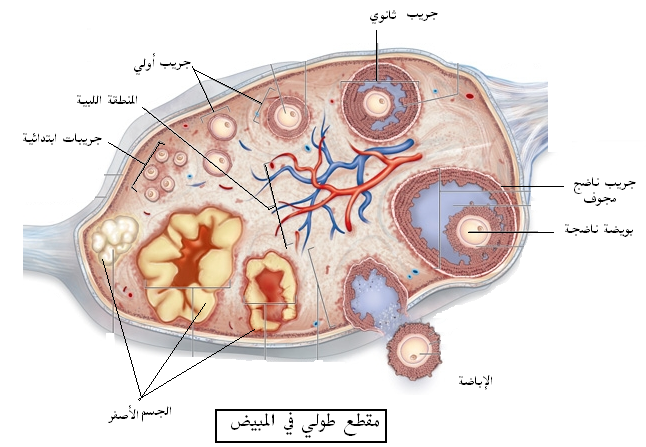 جريب ثانوي
جريب أولي
المنطقة اللبية
جريبات ابتدائية
جريب ناضج
مجوف
بويضة ناضجة
الإباضة
الجسم الأصفر
مقطع طولي في المبيض